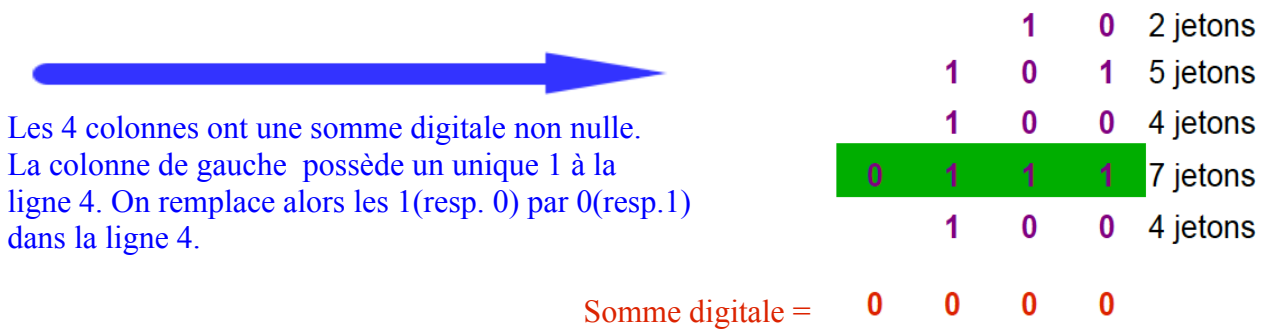 1 0 2 jetons
1 0 1 5 jetons
1 0 0 4 jetons
0 1 1 1 7 jetons
1 0 0 4 jetons
Les 4 colonnes ont une somme digitale non nulle.
La colonne de gauche possède un unique 1 à la
ligne 4. On remplace alors les 1(resp. 0) par 0(resp.1)
dans la ligne 4.
Somme digitale = 0 0 0 0